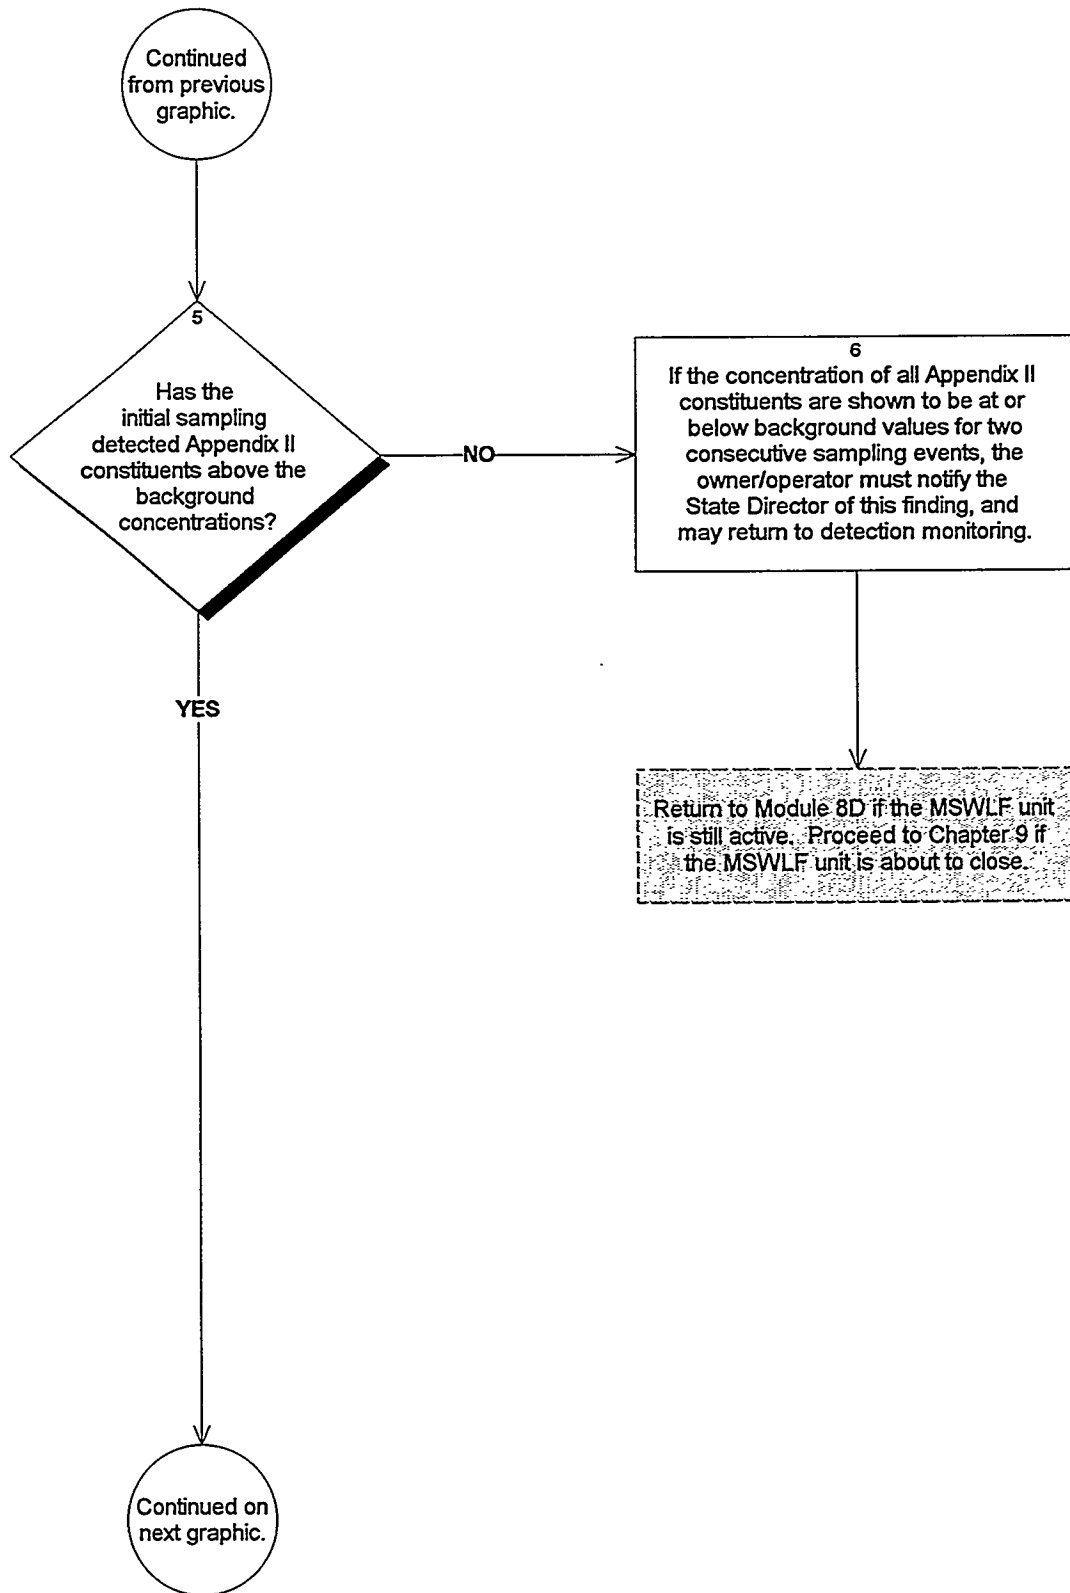 Continued
from previous
graphic.
5
Has the
initial sampling
detected Appendix II
constituents above the
background
concentrations?
NO
6
If the concentration of all Appendix II
constituents are shown to be at or
below background values for two
consecutive sampling events, the
owner/operator must notify the
State Director of this finding, and
may return to detection monitoring.
YES
Return to Module 8D if the MSWLF unit
is still active. Proceed to Chapter 9 if
the MSWLF unit is about to close.
Continued on
next graphic.